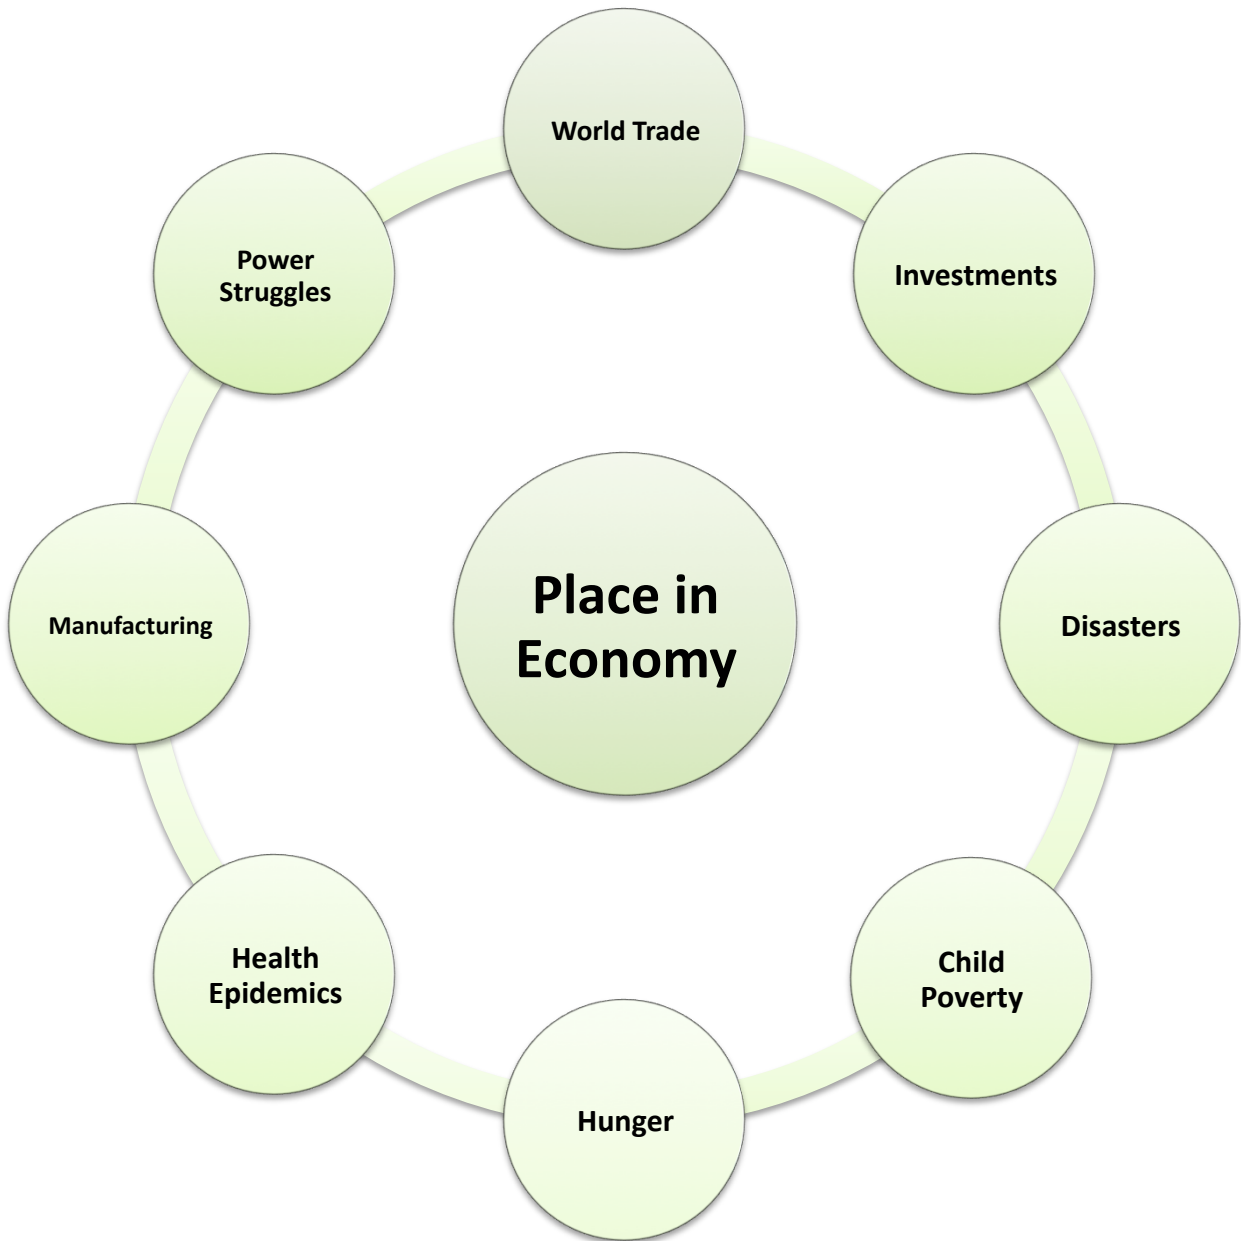 World Trade
Investments
Disasters
Child
Poverty
Hunger
Health
Epidemics
Manufacturing
Power
Struggles
Place in
Economy